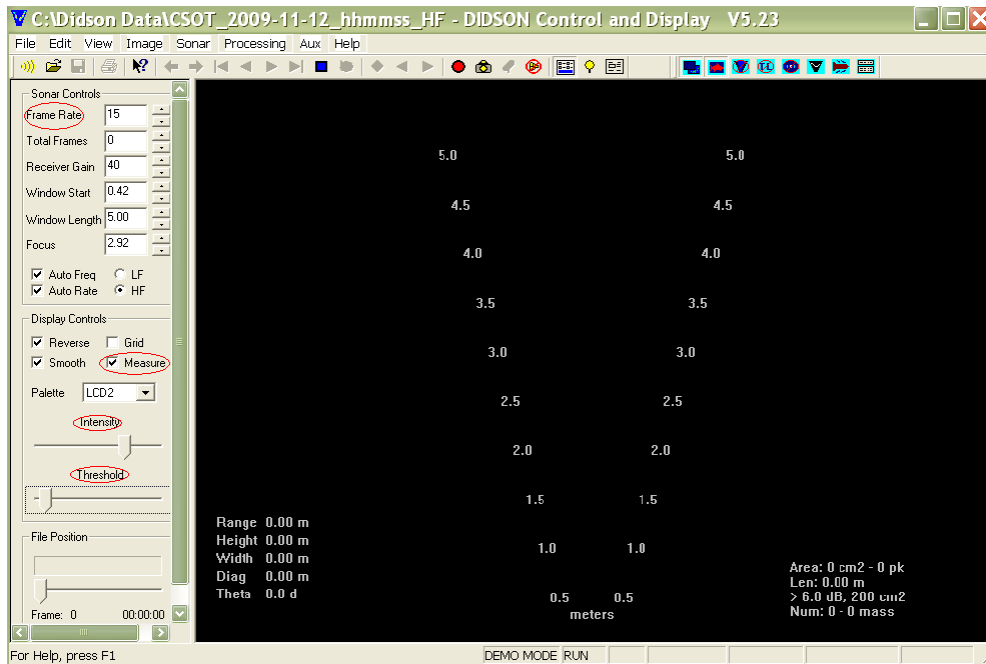 C:\Didson Data\CSOT_2009-11-12_hhmmss_HF - DIDSON Control and Display V5.23
File Edit View Image Sonar Processing Aux Help
Sonar Controls
Frame Rate 15
Total Frames 0
Receiver Gain 40
Window Start 0.42
Window Length 5.00
Focus 2.92
Auto Freq LF
Auto Rate HF
Display Controls
Reverse Grid
Smooth Measure
Palette LCD2
Intensity
Threshold
File Position
Frame: 0 00:00:00
5.0 5.0
4.5 4.5
4.0 4.0
3.5 3.5
3.0 3.0
2.5 2.5
2.0 2.0
1.5 1.5
1.0 1.0
0.5 0.5
meters
Range 0.00 m
Height 0.00 m
Width 0.00 m
Diag 0.00 m
Theta 0.0 d
Area: 0 cm2 - 0 pk
Len: 0.00 m
> 6.0 dB, 200 cm2
Num: 0 - 0 mass
For Help, press F1
DEMO MODE RUN